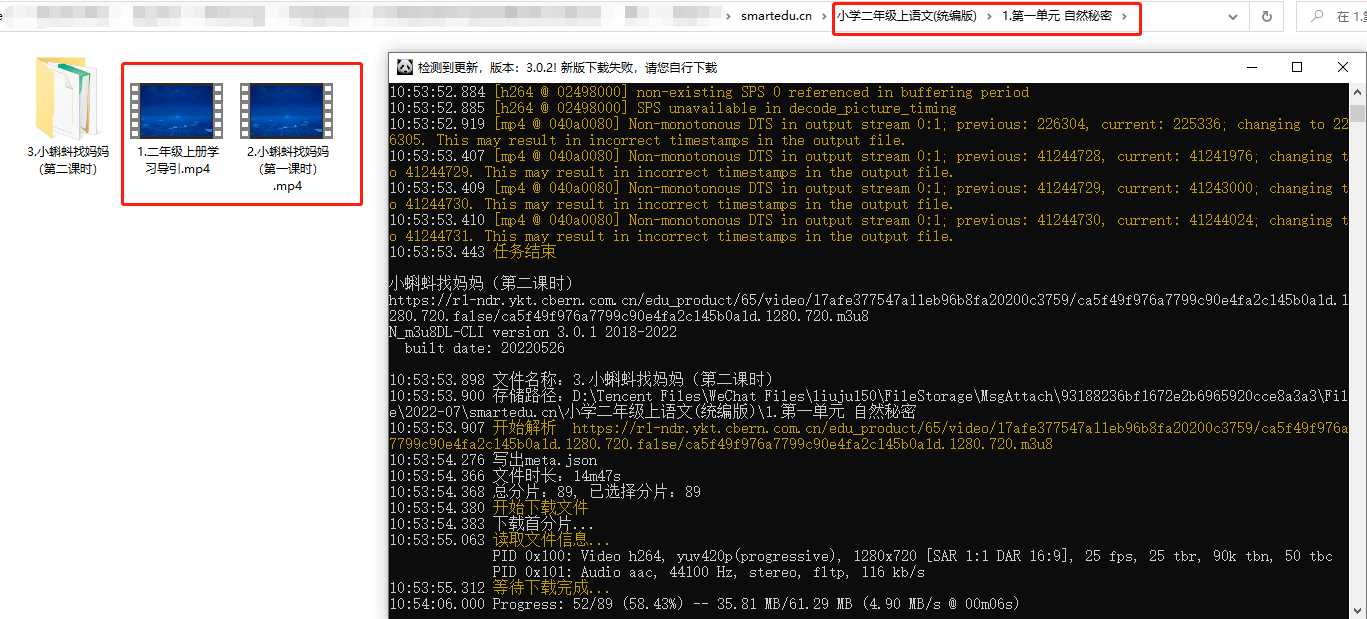 smartedu.cn › 小学二年级上语文(统编版) › 1.第一单元 自然秘密 ›
在 1.
3.小蝌蚪找妈妈
(第二课时)
1.二年级上册学
习导引.mp4
2.小蝌蚪找妈妈
(第一课时)
.mp4
检测到更新，版本：3.0.2! 新版下载失败，请您自行下载
10:53:52.884 [h264 @ 02498000] non-existing SPS 0 referenced in buffering period
10:53:52.885 [h264 @ 02498000] SPS unavailable in decode_picture_timing
10:53:52.919 [mp4 @ 040a0080] Non-monotonous DTS in output stream 0:1; previous: 226304, current: 225336; changing to 22
6305. This may result in incorrect timestamps in the output file.
10:53:53.407 [mp4 @ 040a0080] Non-monotonous DTS in output stream 0:1; previous: 41244728, current: 41241976; changing t
o 41244729. This may result in incorrect timestamps in the output file.
10:53:53.409 [mp4 @ 040a0080] Non-monotonous DTS in output stream 0:1; previous: 41244729, current: 41243000; changing t
o 41244730. This may result in incorrect timestamps in the output file.
10:53:53.410 [mp4 @ 040a0080] Non-monotonous DTS in output stream 0:1; previous: 41244730, current: 41244024; changing t
o 41244731. This may result in incorrect timestamps in the output file.
10:53:53.443 任务结束
小蝌蚪找妈妈（第二课时）
https://r1-ndr.ykt.cbern.com.cn/edu_product/65/video/17afe377547a11eb96b8fa20200c3759/ca5f49f976a7799c90e4fa2c145b0a1d.1
280.720.false/ca5f49f976a7799c90e4fa2c145b0a1d.1280.720.m3u8
N_m3u8DL-CLI version 3.0.1 2018-2022
built date: 20220526
10:53:53.898 文件名称：3.小蝌蚪找妈妈（第二课时）
10:53:53.900 存储路径：D:\Tencent Files\WeChat Files\liuju150\FileStorage\MsgAttach\93188236bf1672e2b6965920cce8a3a3\Fil
e\2022-07\smartedu.cn\小学二年级上语文(统编版)\1.第一单元 自然秘密
10:53:53.907 开始解析 https://r1-ndr.ykt.cbern.com.cn/edu_product/65/video/17afe377547a11eb96b8fa20200c3759/ca5f49f976a
7799c90e4fa2c145b0a1d.1280.720.false/ca5f49f976a7799c90e4fa2c145b0a1d.1280.720.m3u8
10:53:54.276 写出meta.json
10:53:54.366 文件时长：14m47s
10:53:54.368 总分片：89, 已选择分片：89
10:53:54.380 开始下载文件
10:53:54.383 下载首分片...
10:53:55.063 读取文件信息...
PID 0x100: Video h264, yuv420p(progressive), 1280x720 [SAR 1:1 DAR 16:9], 25 fps, 25 tbr, 90k tbn, 50 tbc
PID 0x101: Audio aac, 44100 Hz, stereo, fltp, 116 kb/s
10:53:55.312 等待下载完成...
10:54:06.000 Progress: 52/89 (58.43%) -- 35.81 MB/61.29 MB (4.90 MB/s @ 00m06s)